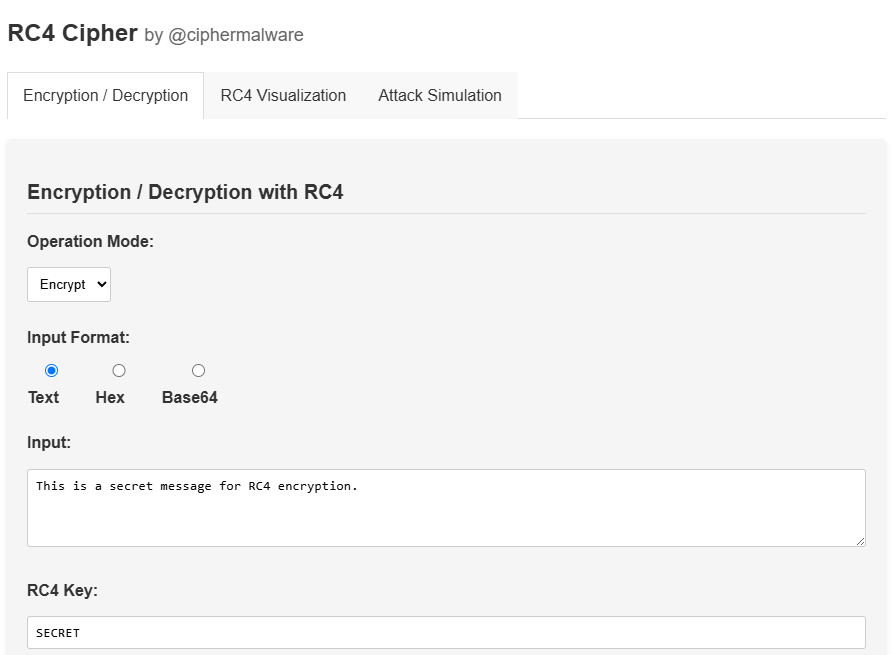 RC4 Cipher by @ciphermalware
Encryption / Decryption RC4 Visualization Attack Simulation
Encryption / Decryption with RC4
Operation Mode:
Encrypt
Input Format:
Text Hex Base64
Input:
This is a secret message for RC4 encryption.
RC4 Key:
SECRET